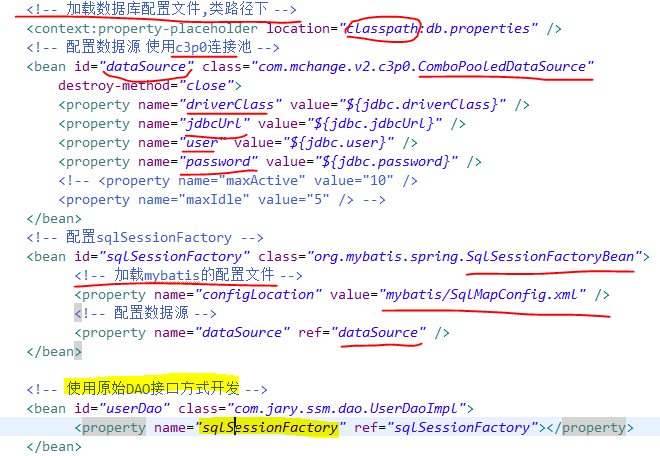 <!-- 加载数据库配置文件,类路径下 -->
<context:property-placeholder location="classpath:db.properties" />
<!-- 配置数据源 使用c3p0连接池 -->
<bean id="dataSource" class="com.mchange.v2.c3p0.ComboPooledDataSource"
destroy-method="close">
<property name="driverClass" value="${jdbc.driverClass}" />
<property name="jdbcUrl" value="${jdbc.jdbcUrl}" />
<property name="user" value="${jdbc.user}" />
<property name="password" value="${jdbc.password}" />
<!-- <property name="maxActive" value="10" />
<property name="maxIdle" value="5" /> -->
</bean>
<!-- 配置sqlSessionFactory -->
<bean id="sqlSessionFactory" class="org.mybatis.spring.SqlSessionFactoryBean">
<!-- 加载mybatis的配置文件 -->
<property name="configLocation" value="mybatis/SqlMapConfig.xml" />
<!-- 配置数据源 -->
<property name="dataSource" ref="dataSource" />
</bean>
<!-- 使用原始DAO接口方式开发 -->
<bean id="userDao" class="com.jary.ssm.dao.UserDaoImpl">
<property name="sqlSessionFactory" ref="sqlSessionFactory"></property>
</bean>